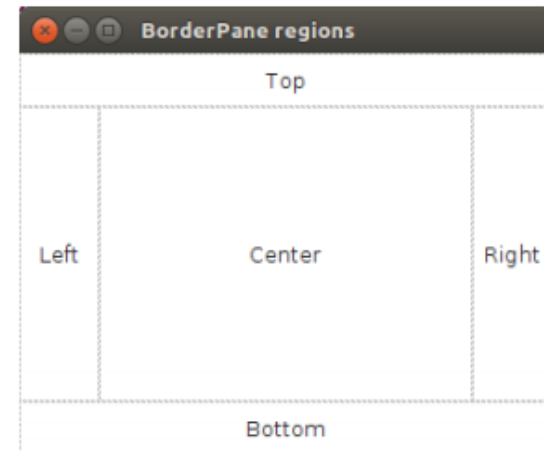 BorderPane regions
Top
Left
Center
Right
Bottom